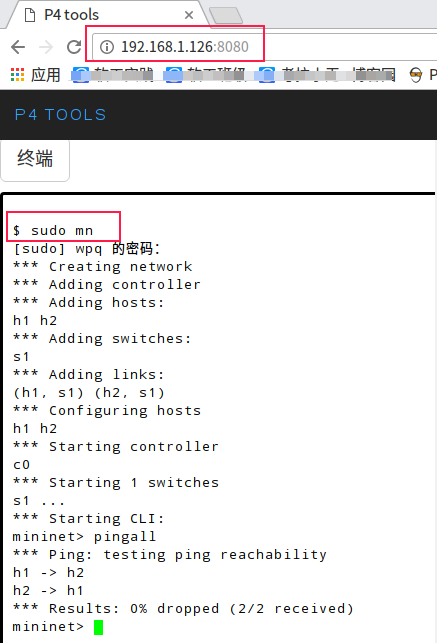 P4 tools
192.168.1.126:8080
应用
P4 TOOLS
终端
$ sudo mn
[sudo] wpq 的密码：
*** Creating network
*** Adding controller
*** Adding hosts:
h1 h2
*** Adding switches:
s1
*** Adding links:
(h1, s1) (h2, s1)
*** Configuring hosts
h1 h2
*** Starting controller
c0
*** Starting 1 switches
s1 ...
*** Starting CLI:
mininet> pingall
*** Ping: testing ping reachability
h1 -> h2
h2 -> h1
*** Results: 0% dropped (2/2 received)
mininet>